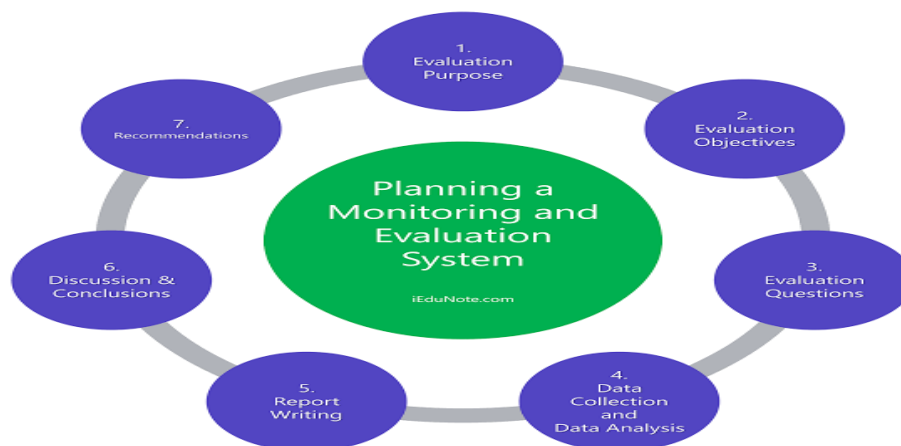 1.
Evaluation
Purpose
2.
Evaluation
Objectives
3.
Evaluation
Questions
4.
Data
Collection
and
Data Analysis
5.
Report
Writing
6.
Discussion &
Conclusions
7.
Recommendations
Planning a
Monitoring and
Evaluation
System
iEduNote.com